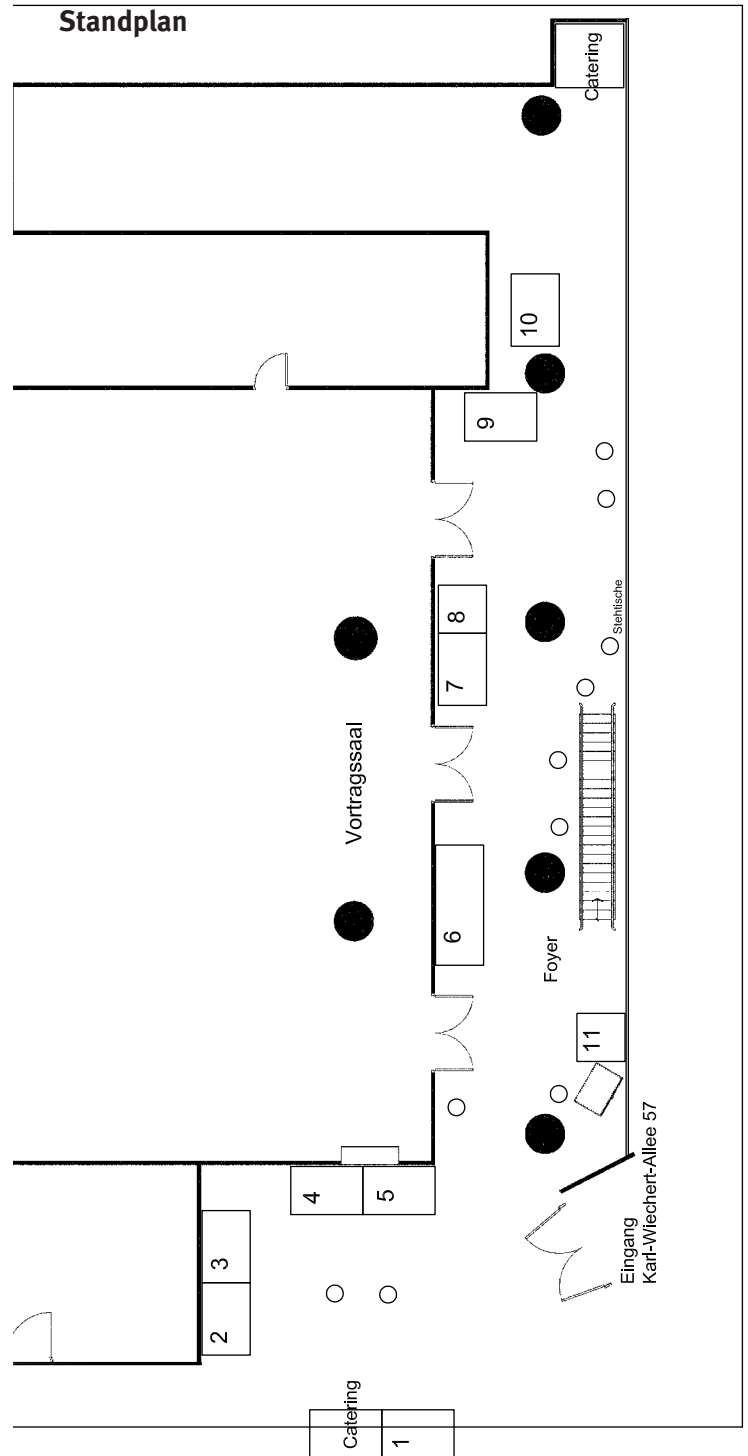 Standplan
Catering
10
9
8
7
Stehtische
Vortragssaal
6
Foyer
11
Eingang
Karl-Wiechert-Allee 57
4
5
3
2
Catering
1